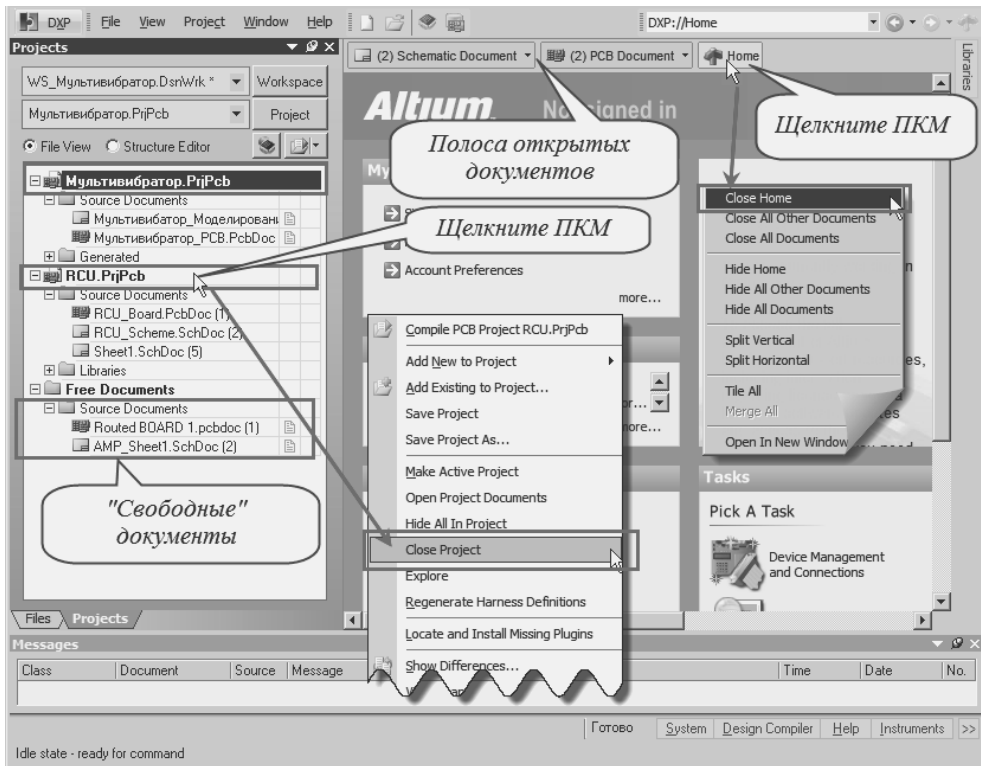 DXP File View Project Window Help DXP://Home
Projects
(2) Schematic Document (2) PCB Document Home
Libraries
WS_Мультивибратор.DsnWrk * Workspace
Мультивибратор.PrjPcb Project
File View Structure Editor
Altium. signed in
Щелкните ПКМ
Полоса открытых
документов
Мультивибратор.PrjPcb
Source Documents
Мультивибатор_Моделировани
Мультивибратор_PCB.PcbDoc
Generated
RCU.PrjPcb
Source Documents
RCU_Board.PcbDoc (1)
RCU_Scheme.SchDoc (2)
Sheet1.SchDoc (5)
Libraries
Free Documents
Source Documents
Routed BOARD 1.pcbdoc (1)
AMP_Sheet1.SchDoc (2)
"Свободные"
документы
Щелкните ПКМ
Account Preferences
more...
Compile PCB Project RCU.PrjPcb
Add New to Project
Add Existing to Project...
Save Project
Save Project As...
Make Active Project
Open Project Documents
Hide All In Project
Close Project
Explore
Regenerate Harness Definitions
Locate and Install Missing Plugins
Show Differences...
Close Home
Close All Other Documents
Close All Documents
Hide Home
Hide All Other Documents
Hide All Documents
Split Vertical
Split Horizontal
Tile All
Merge All
Open In New Window
Tasks
Pick A Task
Device Management
and Connections
Files Projects
Messages
Class Document Source Message Time Date No.
Готово System Design Compiler Help Instruments >>
Idle state - ready for command